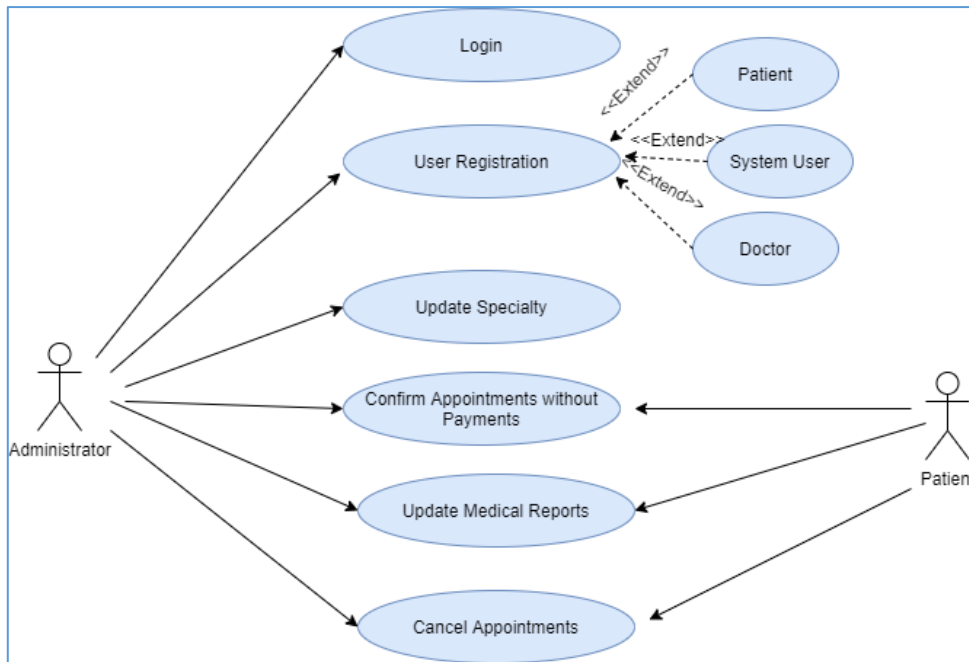 Login
<<Extend>>
Patient
<<Extend>>
User Registration
System User
<<Extend>>
Doctor
Update Specialty
Confirm Appointments without
Payments
Administrator
Patien
Update Medical Reports
Cancel Appointments